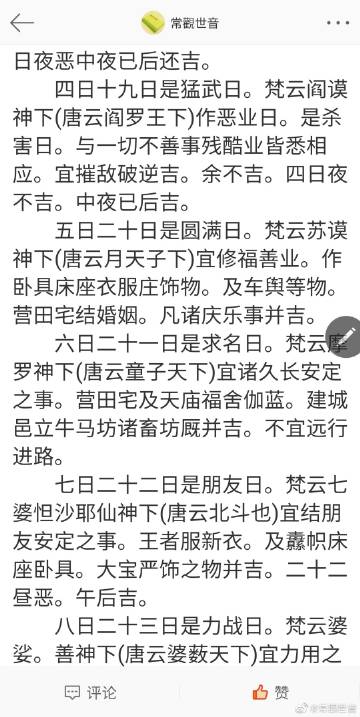 常觀世音
日夜恶中夜已后还吉。
四日十九日是猛武日。梵云阎谟
神下(唐云阎罗王下)作恶业日。是杀
害日。与一切不善事残酷业皆悉相
应。宜摧敌破逆吉。余不吉。四日夜
不吉。中夜已后吉。
五日二十日是圆满日。梵云苏谟
神下(唐云月天子下)宜修福善业。作
卧具床座衣服庄饰物。及车舆等物。
营田宅结婚姻。凡诸庆乐事并吉。
六日二十一日是求名日。梵云摩
罗神下(唐云童子天下)宜诸久长安定
之事。营田宅及天庙福舍伽蓝。建城
邑立牛马坊诸畜坊厩并吉。不宜远行
进路。
七日二十二日是朋友日。梵云七
婆怛沙耶仙神下(唐云北斗也)宜结朋
友安定之事。王者服新衣。及纛帜床
座卧具。大宝严饰之物并吉。二十二
昼恶。午后吉。
八日二十三日是力战日。梵云婆
娑。善神下(唐云婆薮天下)宜力用之
评论 赞
@常觀世音